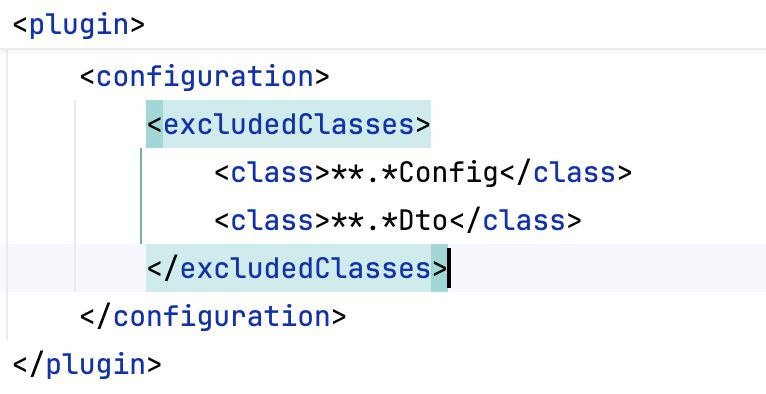 <plugin>
<configuration>
<excludedClasses>
<class>**.*Config</class>
<class>**.*Dto</class>
</excludedClasses>
</configuration>
</plugin>